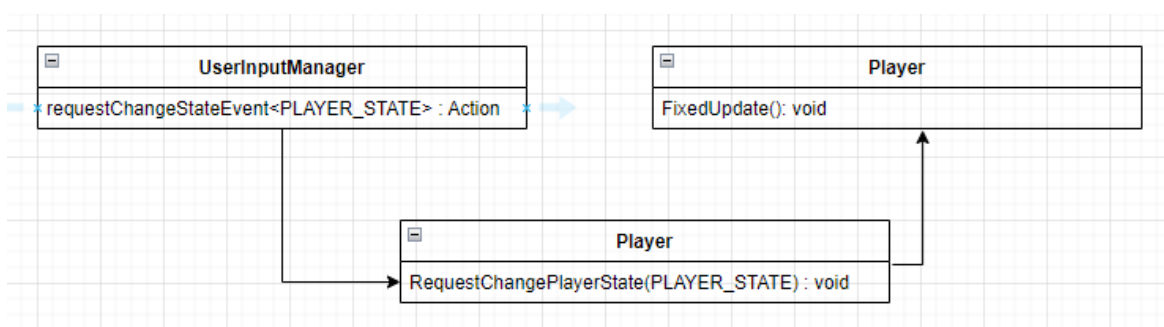 UserInputManager
requestChangeStateEvent<PLAYER_STATE> : Action
Player
FixedUpdate(): void
Player
RequestChangePlayerState(PLAYER_STATE) : void